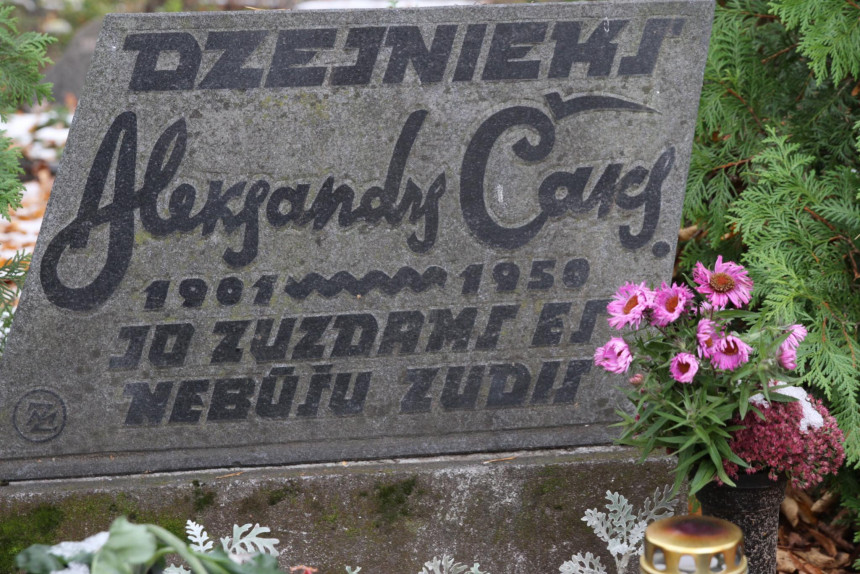 DZEJNIEKS
Aleksandrs Čaks.
1901 1950
JO ZUZDAMS ES
NEBŪŠU ZUDIS